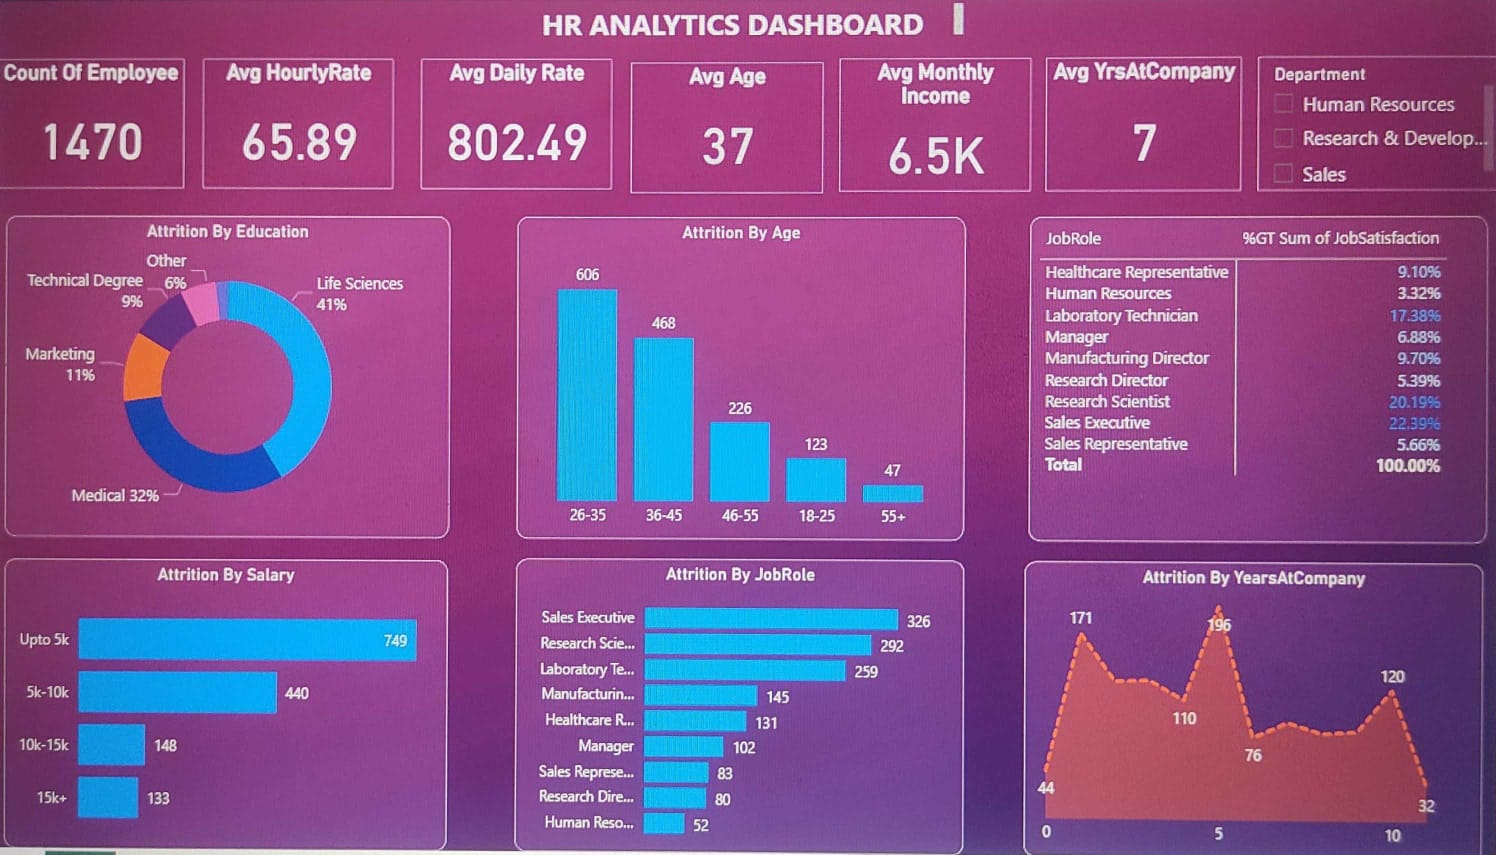 HR ANALYTICS DASHBOARD
Count Of Employee
1470
Avg HourlyRate
65.89
Avg Daily Rate
802.49
Avg Age
37
Avg Monthly
Income
6.5K
Avg YrsAtCompany
7
Department
Human Resources
Research & Develop...
Sales
Attrition By Education
Other
6%
Technical Degree
9%
Life Sciences
41%
Marketing
11%
Medical 32%
Attrition By Age
606
468
226
123
47
26-35 36-45 46-55 18-25 55+
JobRole %GT Sum of JobSatisfaction
Healthcare Representative 9.10%
Human Resources 3.32%
Laboratory Technician 17.38%
Manager 6.88%
Manufacturing Director 9.70%
Research Director 5.39%
Research Scientist 20.19%
Sales Executive 22.39%
Sales Representative 5.66%
Total 100.00%
Attrition By Salary
Upto 5k 749
5k-10k 440
10k-15k 148
15k+ 133
Attrition By JobRole
Sales Executive 326
Research Scie... 292
Laboratory Te... 259
Manufacturin... 145
Healthcare R... 131
Manager 102
Sales Represe... 83
Research Dire... 80
Human Reso... 52
Attrition By YearsAtCompany
171
196
120
110
76
44
32
0 5 10